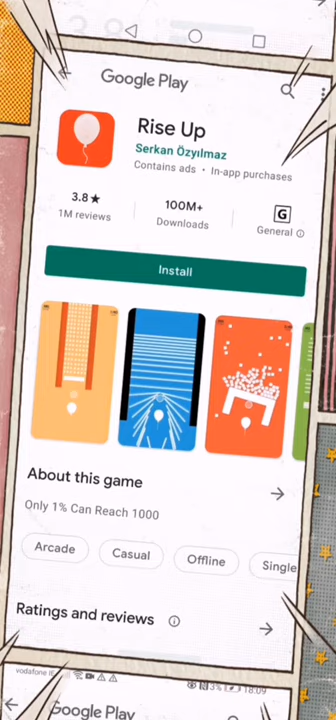 Google Play
Rise Up
Serkan Özyılmaz
Contains ads • In-app purchases
3.8★
1M reviews
100M+
Downloads
G
General
Install
About this game
Only 1% Can Reach 1000
Arcade
Casual
Offline
Single
Ratings and reviews
18:09
Google Play